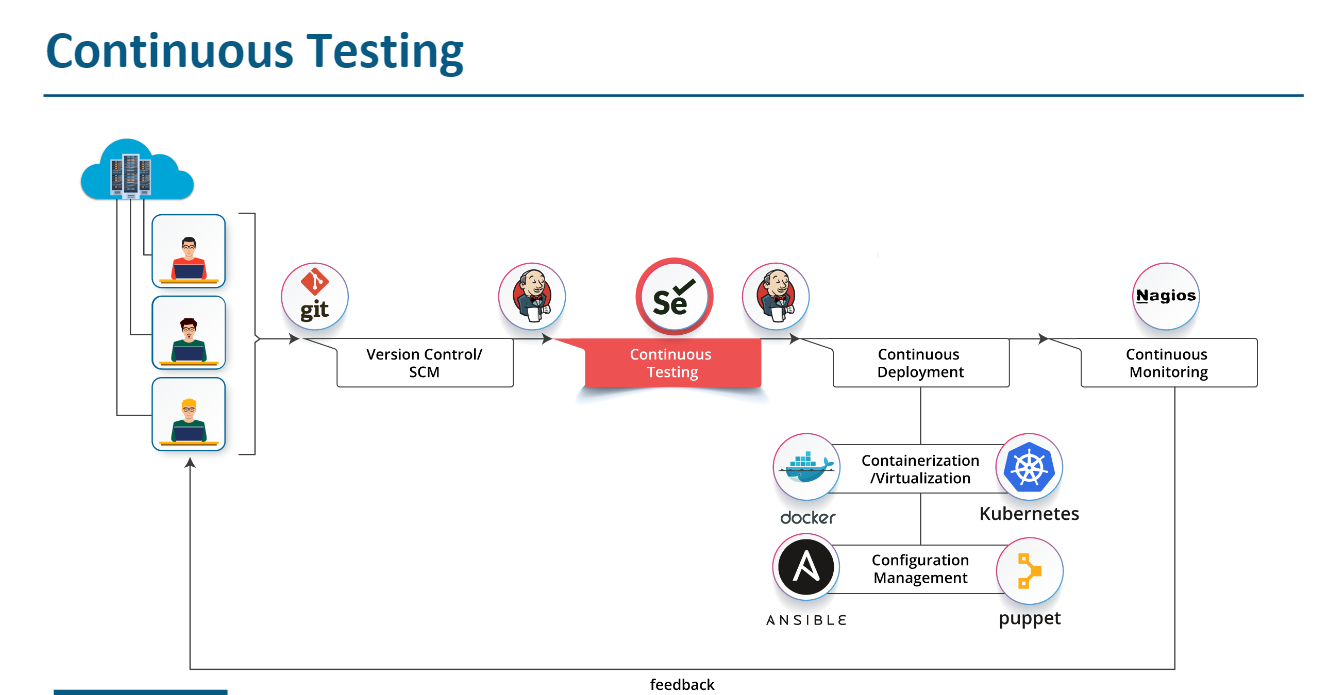 Continuous Testing
git
Se
Nagios
Version Control/
SCM
Continuous
Testing
Continuous
Deployment
Continuous
Monitoring
Containerization
/Virtualization
docker
Kubernetes
Configuration
Management
ANSIBLE
puppet
feedback